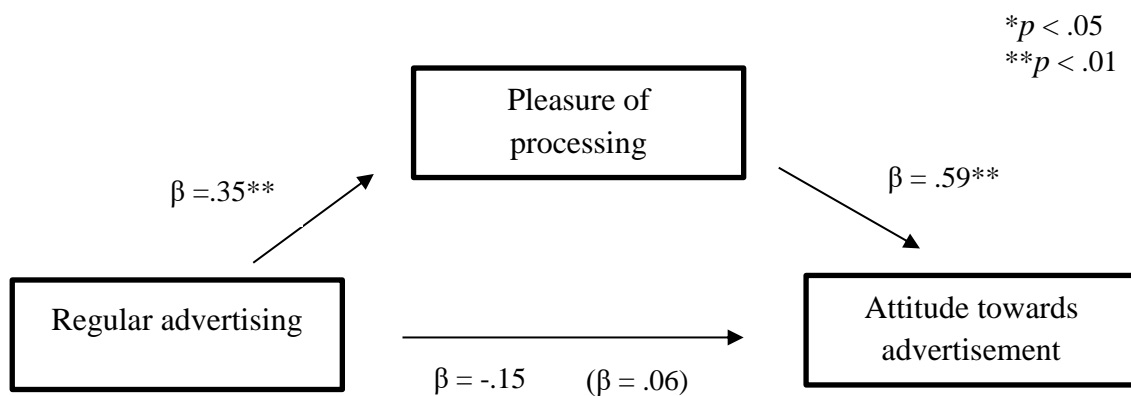 *p < .05
**p < .01
Pleasure of
processing
β =.35**
β = .59**
Regular advertising
Attitude towards
advertisement
β = -.15 (β = .06)